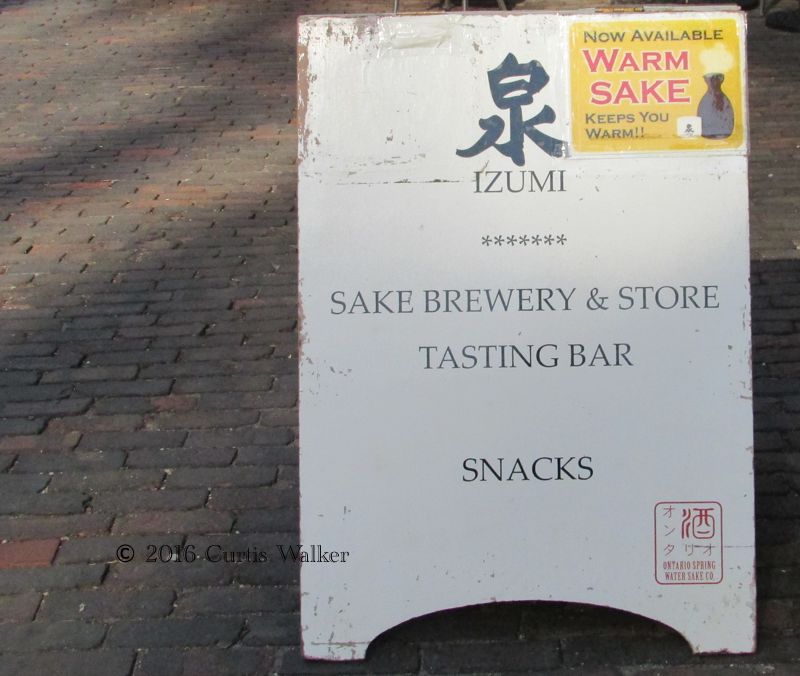 泉
IZUMI
*******
SAKE BREWERY & STORE
TASTING BAR
SNACKS
NOW AVAILABLE
WARM
SAKE
KEEPS YOU
WARM!!
泉
オンタリオ
酒
ONTARIO SPRING
WATER SAKE CO.
© 2016 Curtis Walker